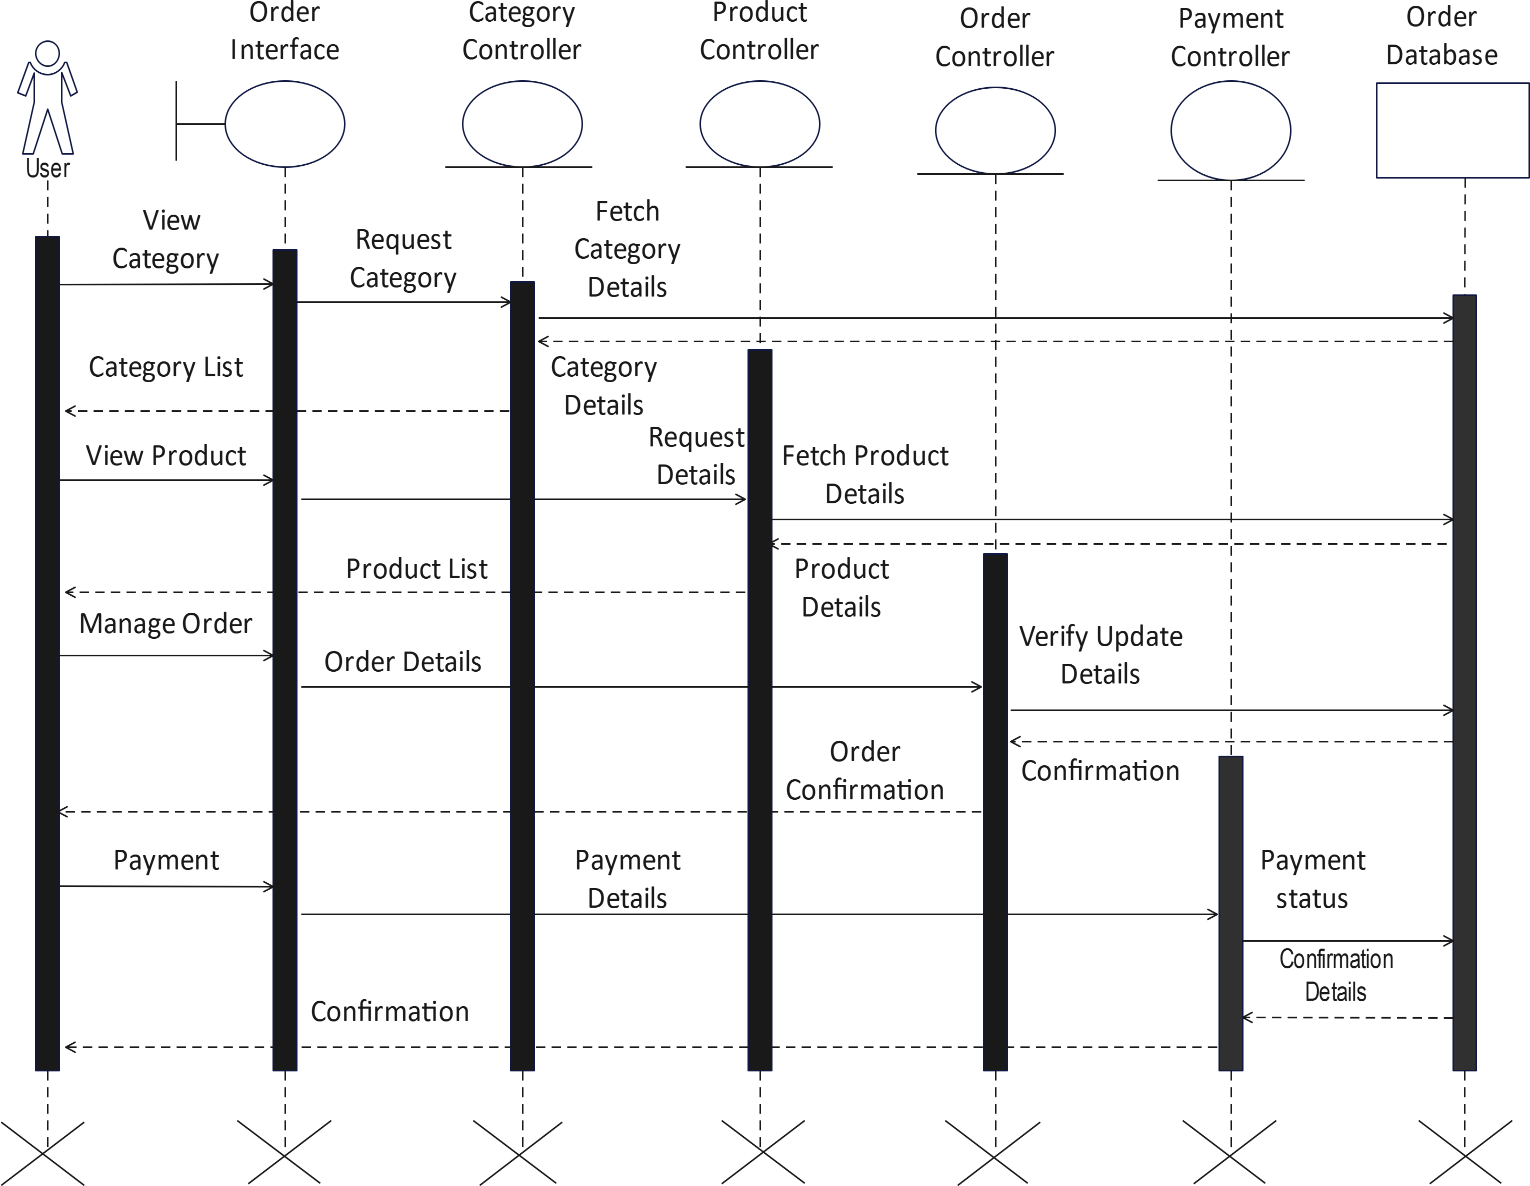 Order
Interface
Category
Controller
Product
Controller
Order
Controller
Payment
Controller
Order
Database
User
View
Category
Request
Category
Fetch
Category
Details
Category List
Category
Details
View Product
Request
Details
Fetch Product
Details
Product List
Product
Details
Manage Order
Order Details
Verify Update
Details
Order
Confirmation
Confirmation
Payment
Payment
Details
Payment
status
Confirmation
Details
Confirmation